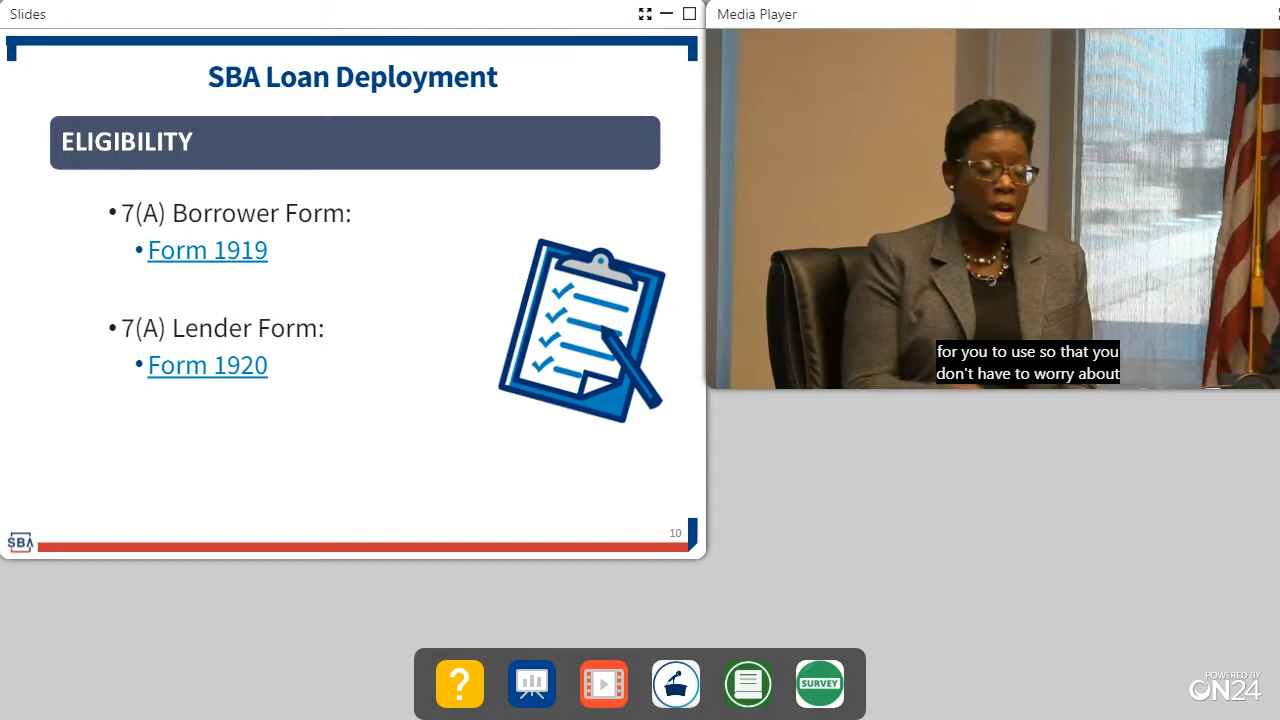 Slides
Media Player
SBA Loan Deployment
ELIGIBILITY
• 7(A) Borrower Form:
• Form 1919
• 7(A) Lender Form:
• Form 1920
SBA
10
for you to use so that you
don't have to worry about
?
SURVEY
POWERED BY
ON24